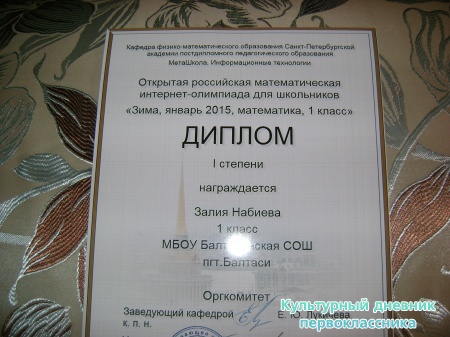 Кафедра физико-математического образования Санкт-Петербургской
академии постдипломного педагогического образования
МетаШкола. Информационные технологии
Открытая российская математическая
интернет-олимпиада для школьников
«Зима, январь 2015, математика, 1 класс»
ДИПЛОМ
I степени
награждается
Залия Набиева
1 класс
МБОУ СОШ
пгт.Балтаси
Оргкомитет
Заведующий кафедрой Е. Ю.
к. п. н.
Культурный дневник
первоклассника